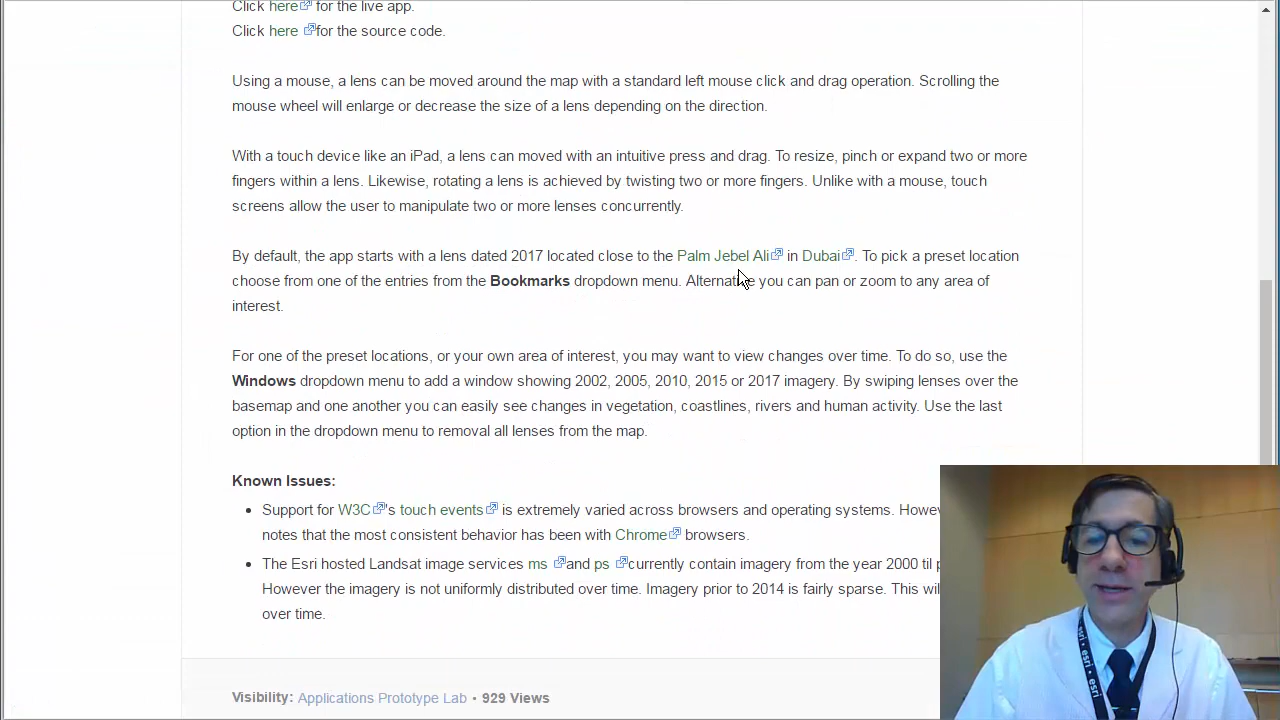 Click here for the live app.
Click here for the source code.
Using a mouse, a lens can be moved around the map with a standard left mouse click and drag operation. Scrolling the
mouse wheel will enlarge or decrease the size of a lens depending on the direction.
With a touch device like an iPad, a lens can moved with an intuitive press and drag. To resize, pinch or expand two or more
fingers within a lens. Likewise, rotating a lens is achieved by twisting two or more fingers. Unlike with a mouse, touch
screens allow the user to manipulate two or more lenses concurrently.
By default, the app starts with a lens dated 2017 located close to the Palm Jebel Ali in Dubai. To pick a preset location
choose from one of the entries from the Bookmarks dropdown menu. Alternative you can pan or zoom to any area of
interest.
For one of the preset locations, or your own area of interest, you may want to view changes over time. To do so, use the
Windows dropdown menu to add a window showing 2002, 2005, 2010, 2015 or 2017 imagery. By swiping lenses over the
basemap and one another you can easily see changes in vegetation, coastlines, rivers and human activity. Use the last
option in the dropdown menu to removal all lenses from the map.
Known Issues:
Support for W3C's touch events is extremely varied across browsers and operating systems.
notes that the most consistent behavior has been with Chrome browsers.
The Esri hosted Landsat image services ms and ps currently contain imagery from the year 2000 til
However the imagery is not uniformly distributed over time. Imagery prior to 2014 is fairly sparse. This
over time.
Visibility: Applications Prototype Lab • 929 Views
esri • esri